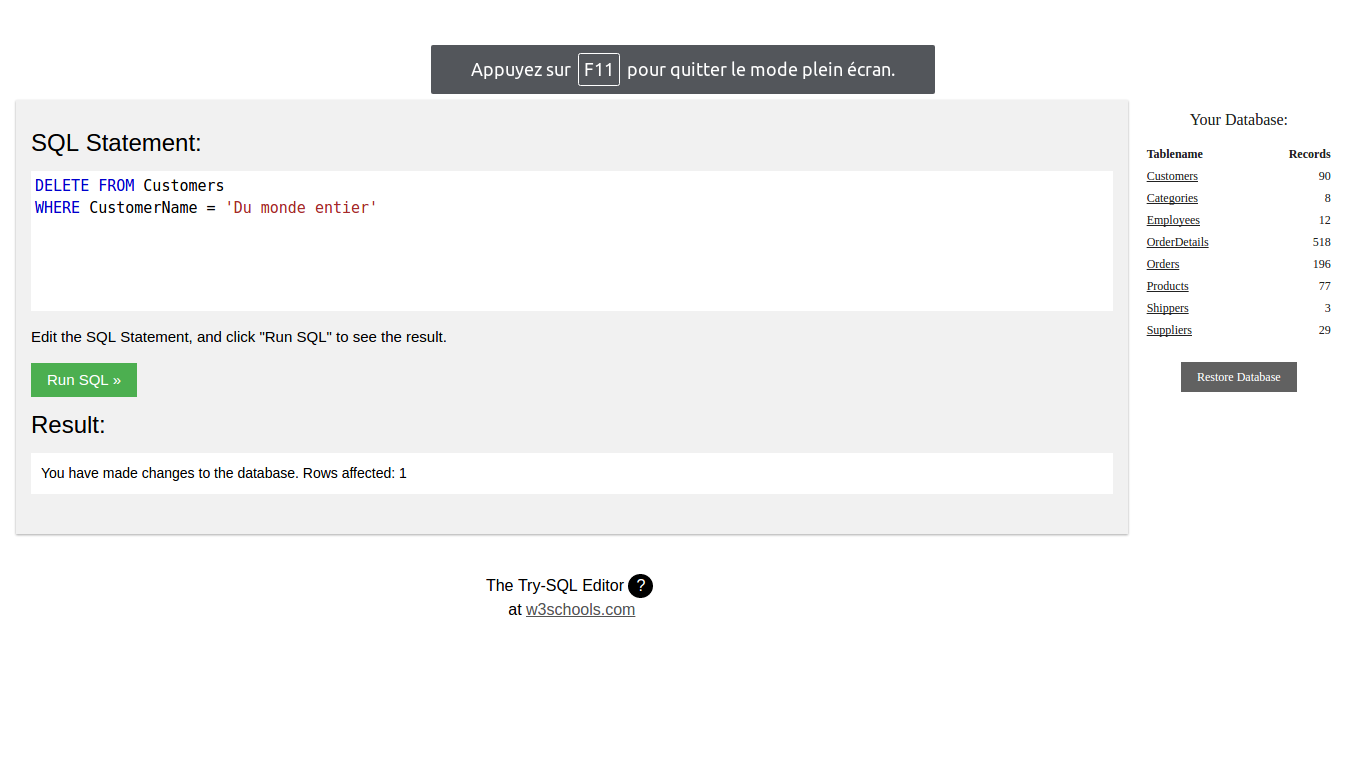 Appuyez sur F11 pour quitter le mode plein écran.
SQL Statement:
DELETE FROM Customers
WHERE CustomerName = 'Du monde entier'
Edit the SQL Statement, and click "Run SQL" to see the result.
Run SQL »
Result:
You have made changes to the database. Rows affected: 1
The Try-SQL Editor ?
at w3schools.com
Your Database:
Tablename Records
Customers 90
Categories 8
Employees 12
OrderDetails 518
Orders 196
Products 77
Shippers 3
Suppliers 29
Restore Database